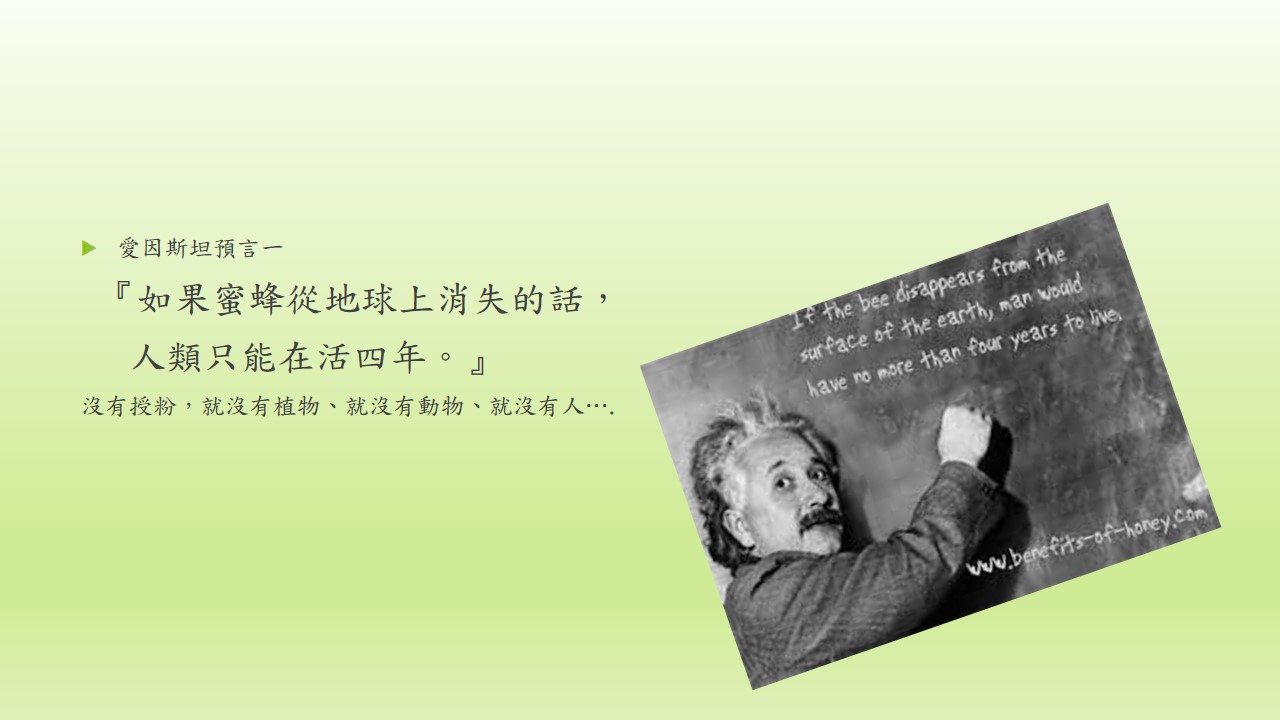 愛因斯坦預言一
『如果蜜蜂從地球上消失的話，
人類只能在活四年。』
沒有授粉，就沒有植物、就沒有動物、就沒有人….
If the bee disappears from the
surface of the earth, man would
have no more than four years to live.
www.benefits-of-honey.com